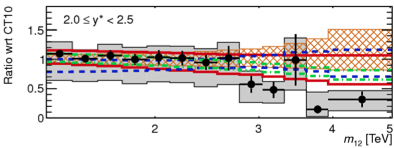 Ratio wrt CT10
2.0 ≤ y* < 2.5
1.5
1
0.5
0
2 3 4 5
m₁₂ [TeV]